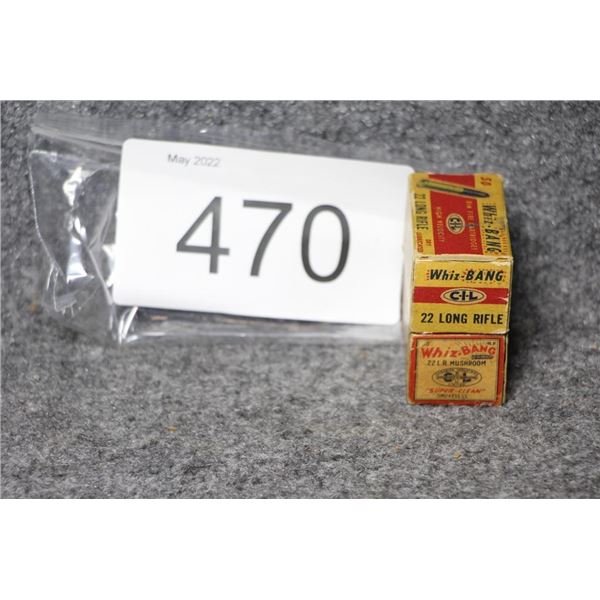 May 2022
470
50
Whiz-BANG
RIM FIRE CARTRIDGES
C-I-L
HIGH VELOCITY
22 LONG RIFLE
Whiz-BANG
C-I-L
22 LONG RIFLE
Whiz-BANG
22 L.R. MUSHROOM
"SUPER-CLEAN"
SMOKELESS